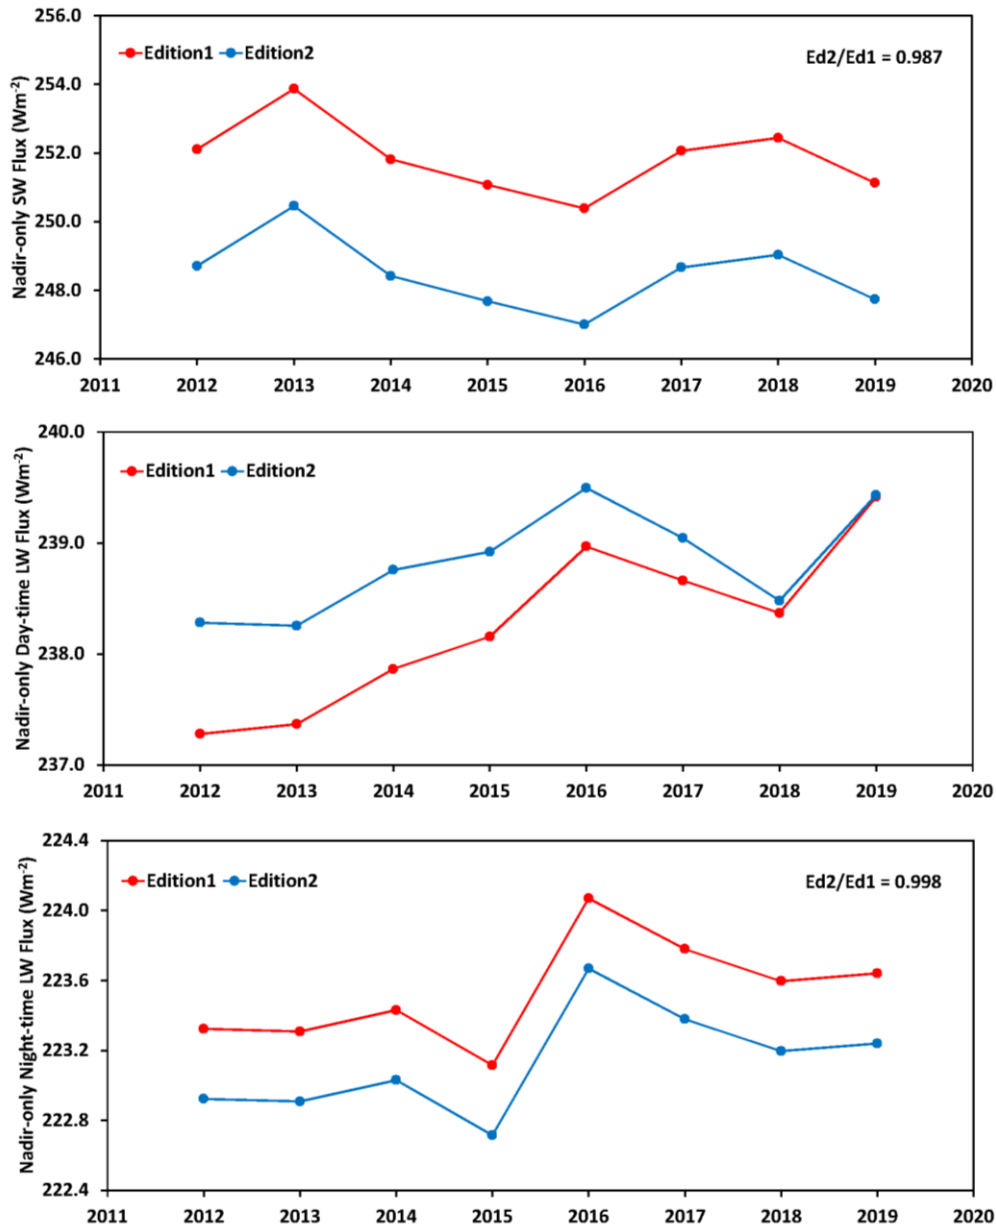 256.0
Edition1 Edition2
Ed2/Ed1 = 0.987
254.0
252.0
250.0
248.0
246.0
Nadir-only SW Flux (Wm-2)
2011 2012 2013 2014 2015 2016 2017 2018 2019 2020
240.0
Edition1 Edition2
239.0
238.0
237.0
Nadir-only Day-time LW Flux (Wm-2)
2011 2012 2013 2014 2015 2016 2017 2018 2019 2020
224.4
Edition1 Edition2
Ed2/Ed1 = 0.998
224.0
223.6
223.2
222.8
222.4
Nadir-only Night-time LW Flux (Wm-2)
2011 2012 2013 2014 2015 2016 2017 2018 2019 2020